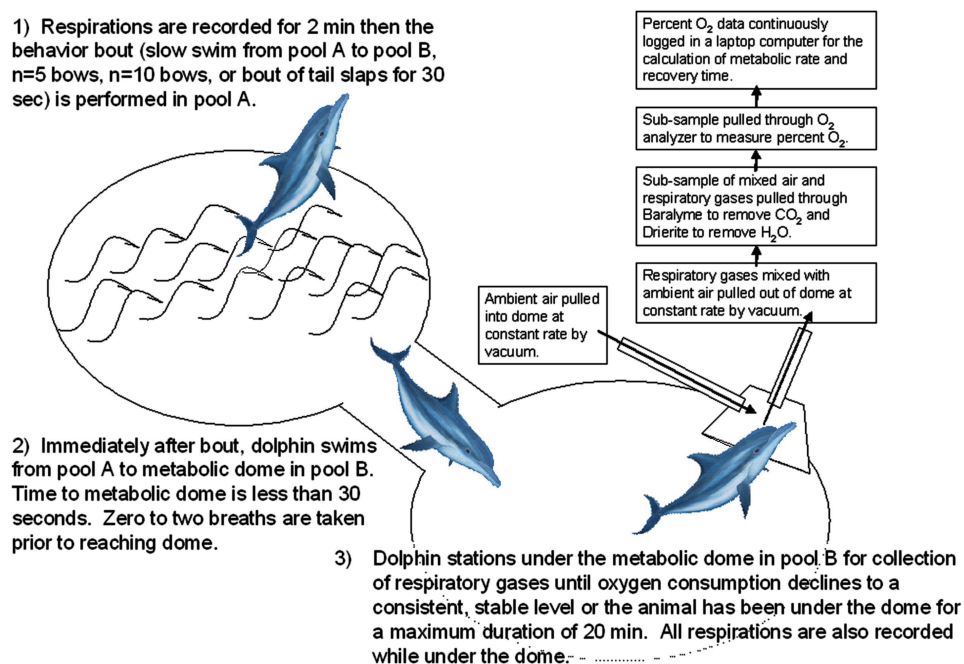 1) Respirations are recorded for 2 min then the
behavior bout (slow swim from pool A to pool B,
n=5 bows, n=10 bows, or bout of tail slaps for 30
sec) is performed in pool A.
Percent O₂ data continuously
logged in a laptop computer for the
calculation of metabolic rate and
recovery time.
Sub-sample pulled through O₂
analyzer to measure percent O₂.
Sub-sample of mixed air and
respiratory gases pulled through
Baralyme to remove CO₂ and
Drierite to remove H₂O.
Respiratory gases mixed with
ambient air pulled out of dome at
constant rate by vacuum.
Ambient air pulled
into dome at
constant rate by
vacuum.
2) Immediately after bout, dolphin swims
from pool A to metabolic dome in pool B.
Time to metabolic dome is less than 30
seconds. Zero to two breaths are taken
prior to reaching dome.
3) Dolphin stations under the metabolic dome in pool B for collection
of respiratory gases until oxygen consumption declines to a
consistent, stable level or the animal has been under the dome for
a maximum duration of 20 min. All respirations are also recorded
while under the dome.